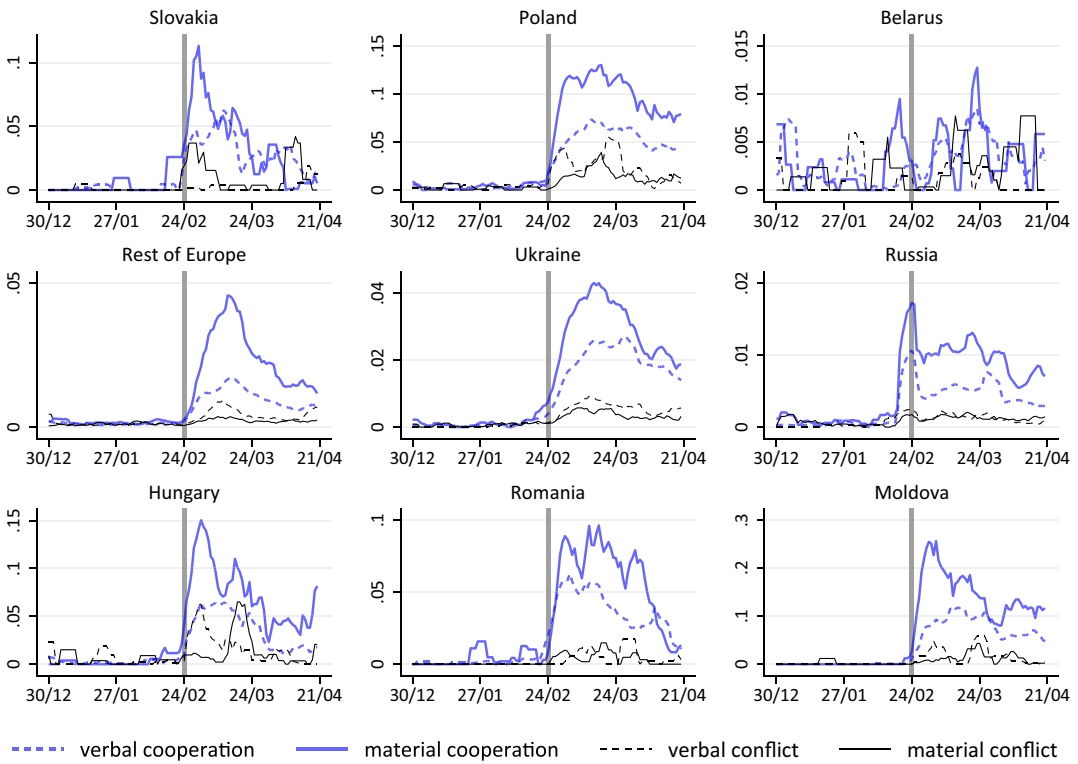 Slovakia
Poland
Belarus
.1
.05
0
30/12 27/01 24/02 24/03 21/04
.15
.1
.05
0
30/12 27/01 24/02 24/03 21/04
.015
.01
.005
0
30/12 27/01 24/02 24/03 21/04
Rest of Europe
Ukraine
Russia
.05
0
30/12 27/01 24/02 24/03 21/04
.04
.02
0
30/12 27/01 24/02 24/03 21/04
.02
.01
0
30/12 27/01 24/02 24/03 21/04
Hungary
Romania
Moldova
.15
.1
.05
0
30/12 27/01 24/02 24/03 21/04
.1
.05
0
30/12 27/01 24/02 24/03 21/04
.3
.2
.1
0
30/12 27/01 24/02 24/03 21/04
verbal cooperation material cooperation verbal conflict material conflict